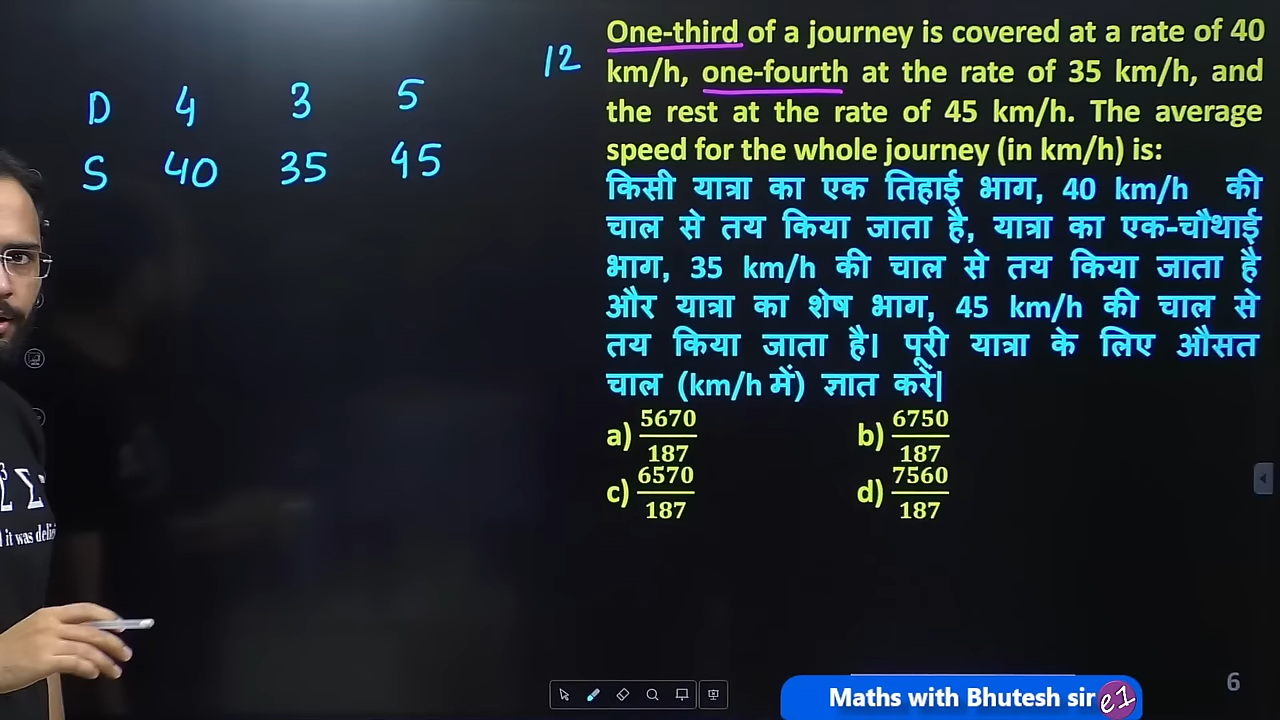 12
D 4 3 5
S 40 35 45
One-third of a journey is covered at a rate of 40
km/h, one-fourth at the rate of 35 km/h, and
the rest at the rate of 45 km/h. The average
speed for the whole journey (in km/h) is:
किसी यात्रा का एक तिहाई भाग, 40 km/h की
चाल से तय किया जाता है, यात्रा का एक-चौथाई
भाग, 35 km/h की चाल से तय किया जाता है
और यात्रा का शेष भाग, 45 km/h की चाल से
तय किया जाता है। पूरी यात्रा के लिए औसत
चाल (km/h में) ज्ञात करें|
a) 5670/187 b) 6750/187
c) 6570/187 d) 7560/187
Σ
it was
6
Maths with Bhutesh sir e1